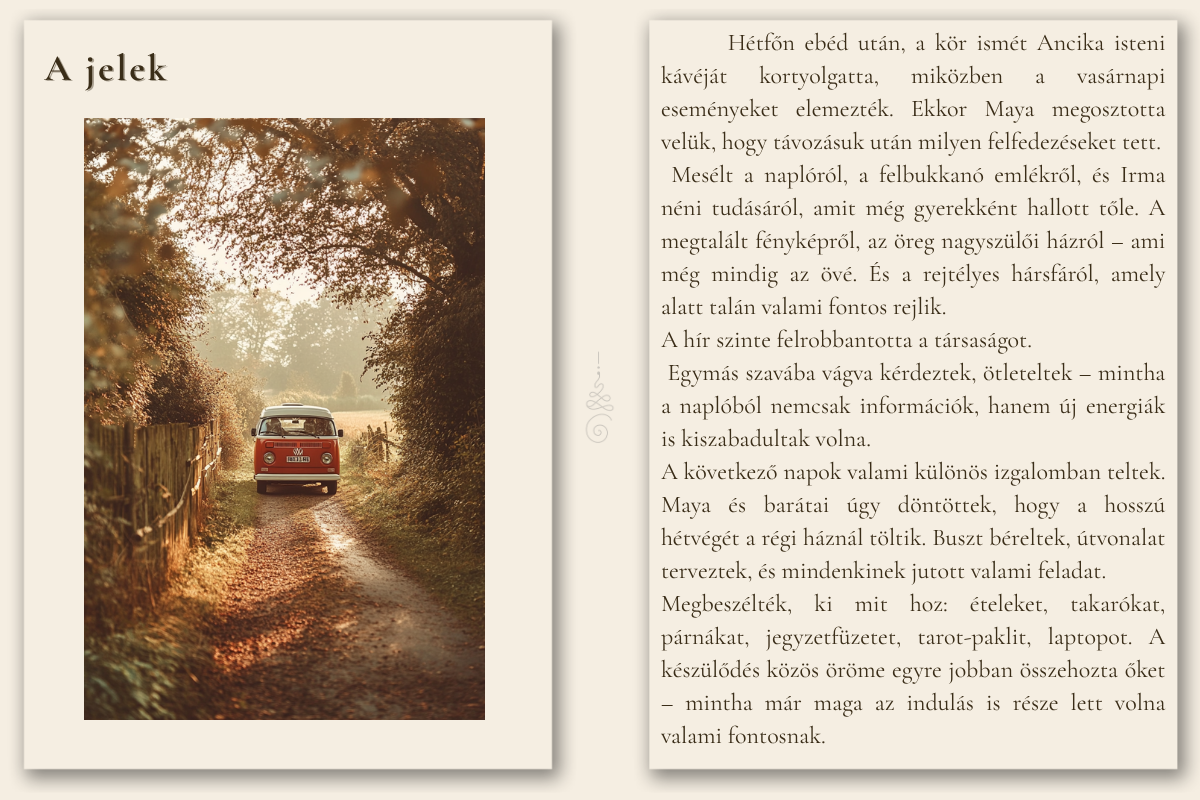 A jelek
Hétfőn ebéd után, a kör ismét Ancika isteni
kávéját kortyolgatta, miközben a vasárnapi
eseményeket elemezték. Ekkor Maya megosztotta
velük, hogy távozásuk után milyen felfedezéseket tett.
Mesélt a naplóról, a felbukkanó emlékről, és Irma
néni tudásáról, amit még gyerekként hallott tőle. A
megtalált fényképről, az öreg nagyszülői házról – ami
még mindig az övé. És a rejtélyes hársfáról, amely
alatt talán valami fontos rejlik.
A hír szinte felrobbantotta a társaságot.
Egymás szavába vágva kérdeztek, ötleteltek – mintha
a naplóból nemcsak információk, hanem új energiák
is kiszabadultak volna.
A következő napok valami különös izgalomban teltek.
Maya és barátai úgy döntöttek, hogy a hosszú
hétvégét a régi háznál töltik. Buszt béreltek, útvonalat
terveztek, és mindenkinek jutott valami feladat.
Megbeszélték, ki mit hoz: ételeket, takarókat,
párnákat, jegyzetfüzetet, tarot-paklit, laptopot. A
készülődés közös öröme egyre jobban összehozta őket
– mintha már maga az indulás is része lett volna
valami fontosnak.